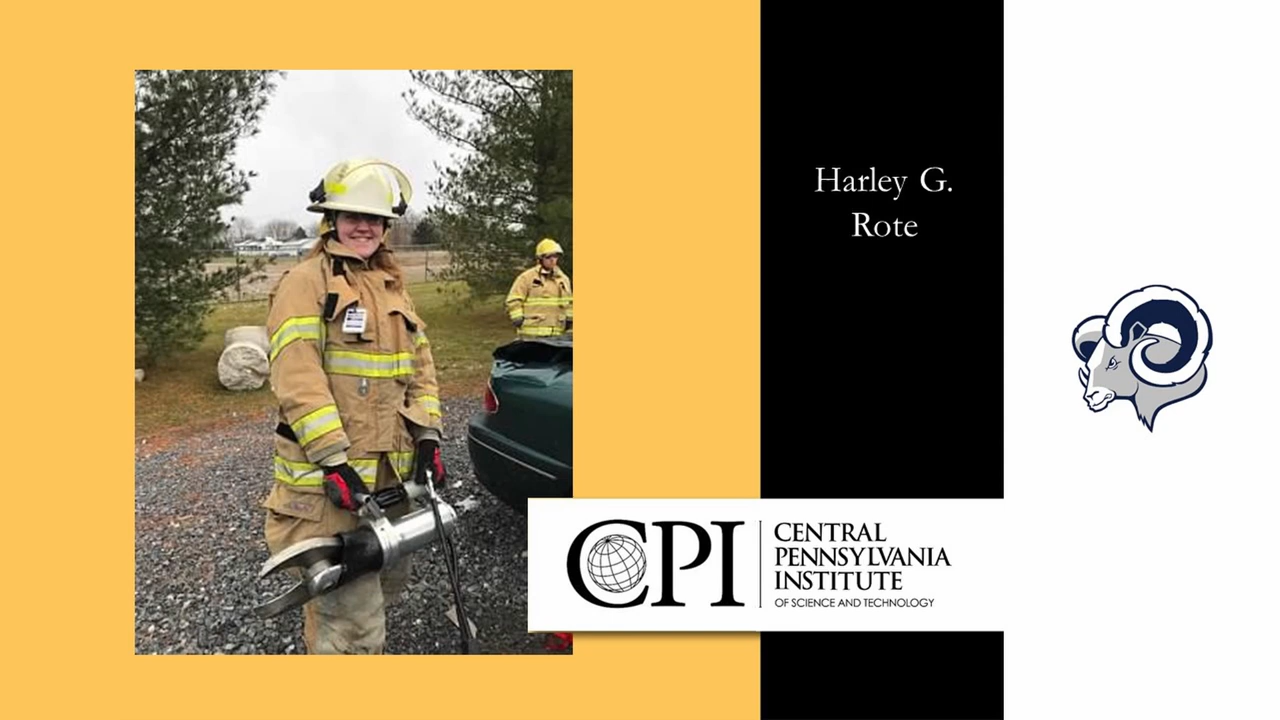 Harley G.
Rote
CPI
CENTRAL
PENNSYLVANIA
INSTITUTE
OF SCIENCE AND TECHNOLOGY